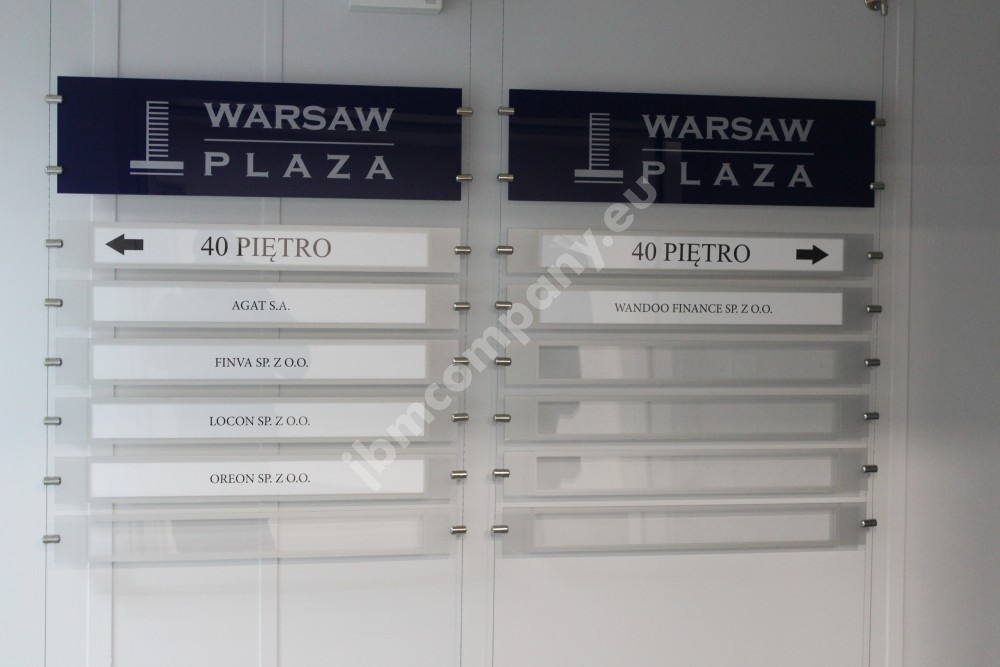 WARSAW
PLAZA
40 PIĘTRO
AGAT S.A.
FINVA SP. Z O.O.
LOCON SP. Z O.O.
OREON SP. Z O.O.
WARSAW
PLAZA
40 PIĘTRO
WANDOO FINANCE SP. Z O.O.
jbmcompany.eu